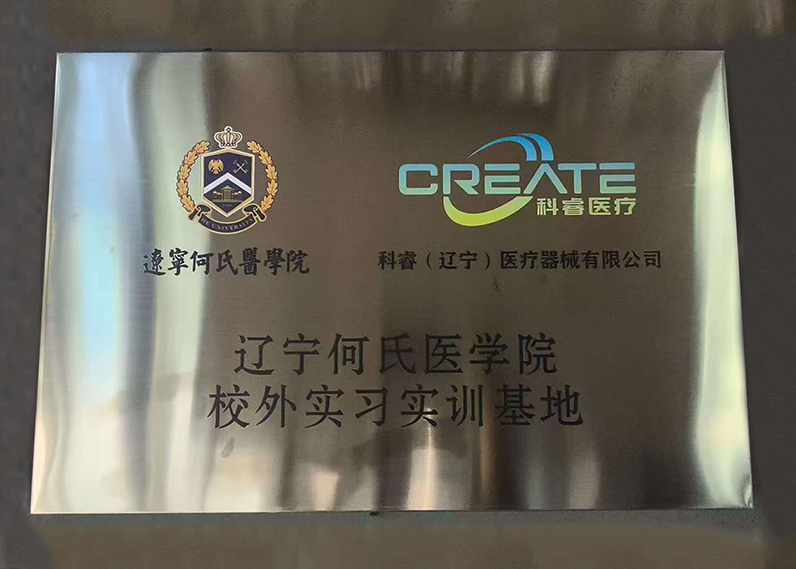 HE UNIVERSITY
遼寧何氏醫學院
CREATE
科睿医疗
科睿（辽宁）医疗器械有限公司
辽宁何氏医学院
校外实习实训基地